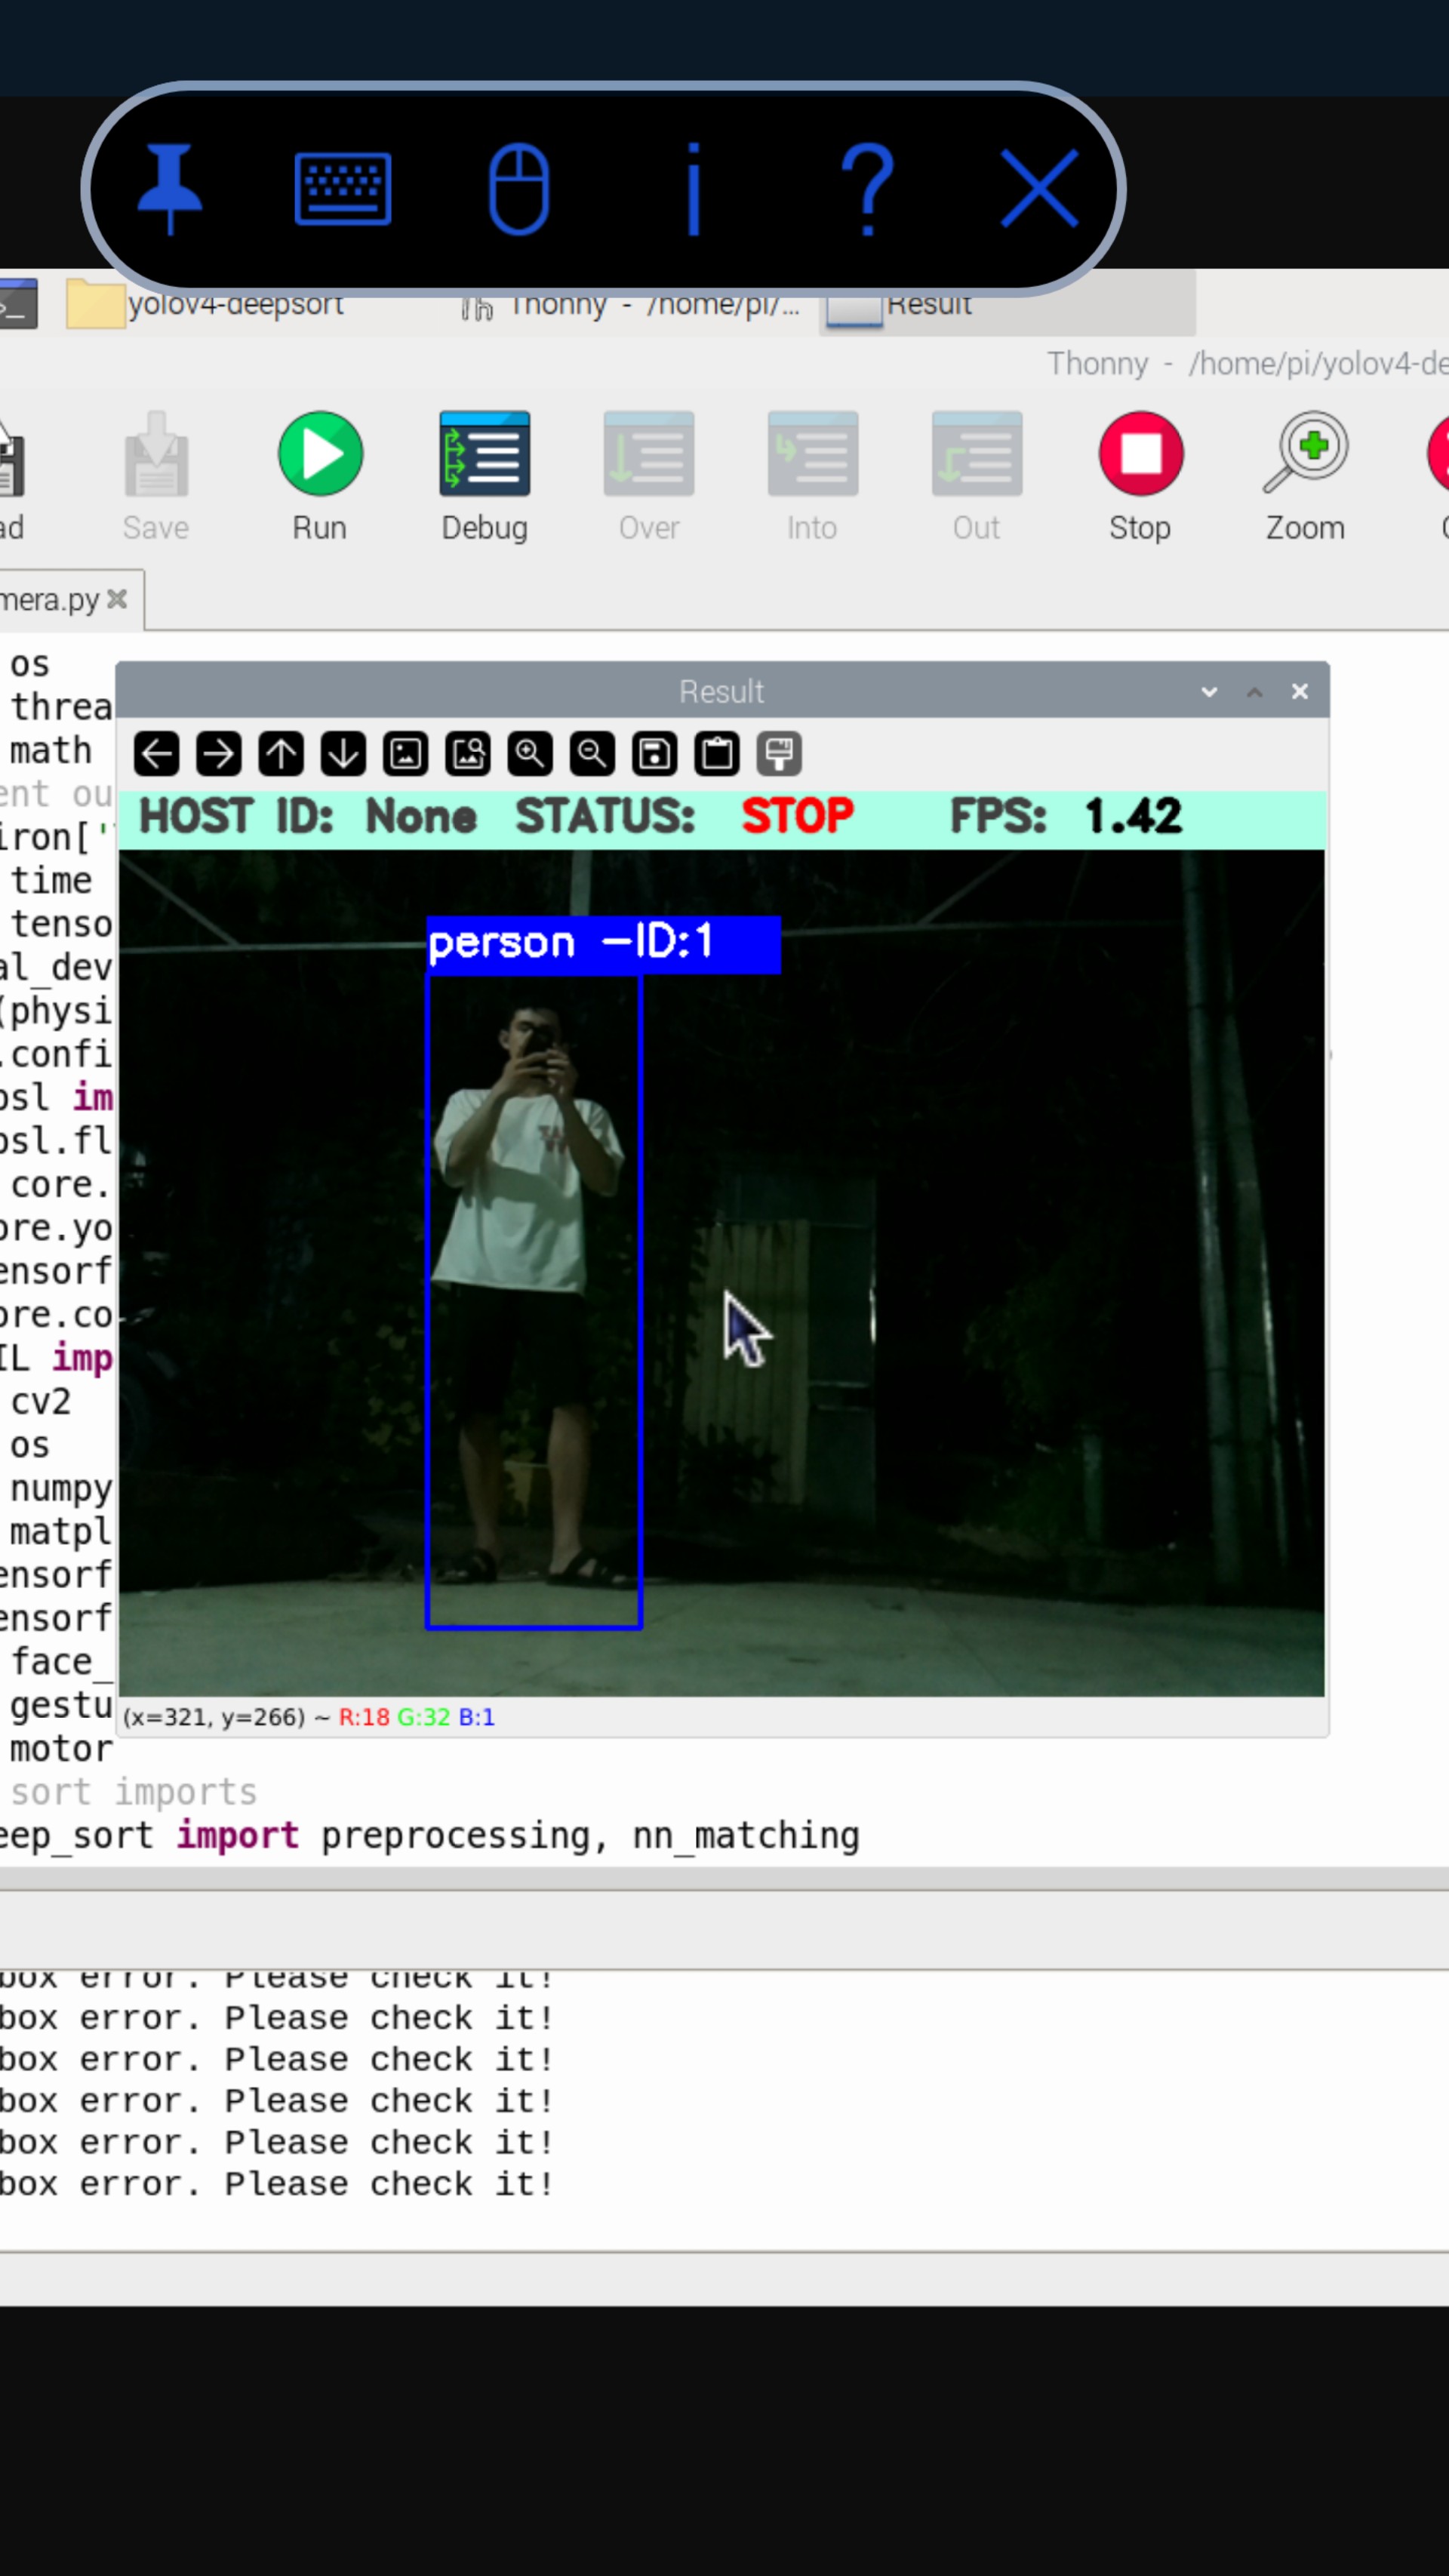 yolov4-deepsort
Thonny - /home/pi/...
Result
Thonny - /home/pi/yolov4-de
ad
Save
Run
Debug
Over
Into
Out
Stop
Zoom
mera.py
os
threa
math
ent ou
iron['
time
tenso
al_dev
(physi
.confi
osl im
osl.fl
core.
ore.yo
ensorf
ore.co
IL imp
cv2
os
numpy
matpl
ensorf
ensorf
face_
gestu
motor
sort imports
eep_sort import preprocessing, nn_matching
Result
HOST ID: None STATUS: STOP FPS: 1.42
person -ID:1
(x=321, y=266) ~ R:18 G:32 B:1
box error. Please check it!
box error. Please check it!
box error. Please check it!
box error. Please check it!
box error. Please check it!
box error. Please check it!